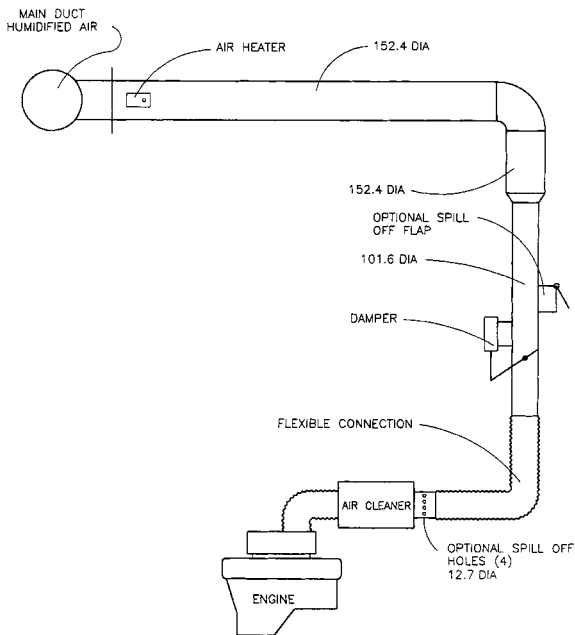 MAIN DUCT
HUMIDIFIED AIR
AIR HEATER
152.4 DIA
152.4 DIA
OPTIONAL SPILL
OFF FLAP
101.6 DIA
DAMPER
FLEXIBLE CONNECTION
AIR CLEANER
OPTIONAL SPILL OFF
HOLES (4)
12.7 DIA
ENGINE